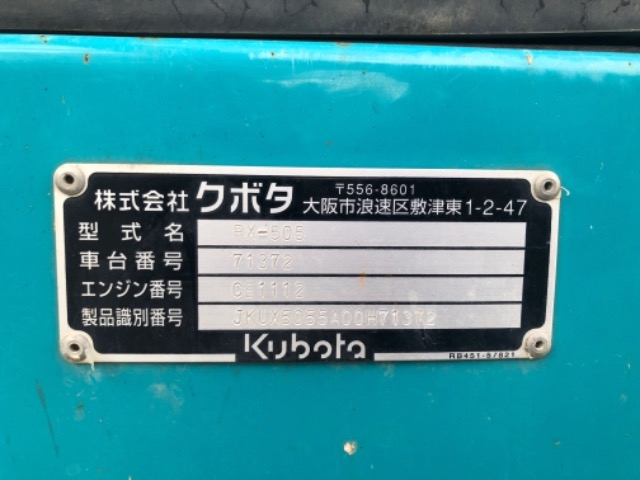 株式会社 クボタ
〒556-8601
大阪市浪速区敷津東1-2-47
型式名 RX-505
車台番号 71372
エンジン番号 GG1112
製品識別番号 JKUX5055A00H71372
Kubota
RB451-57821